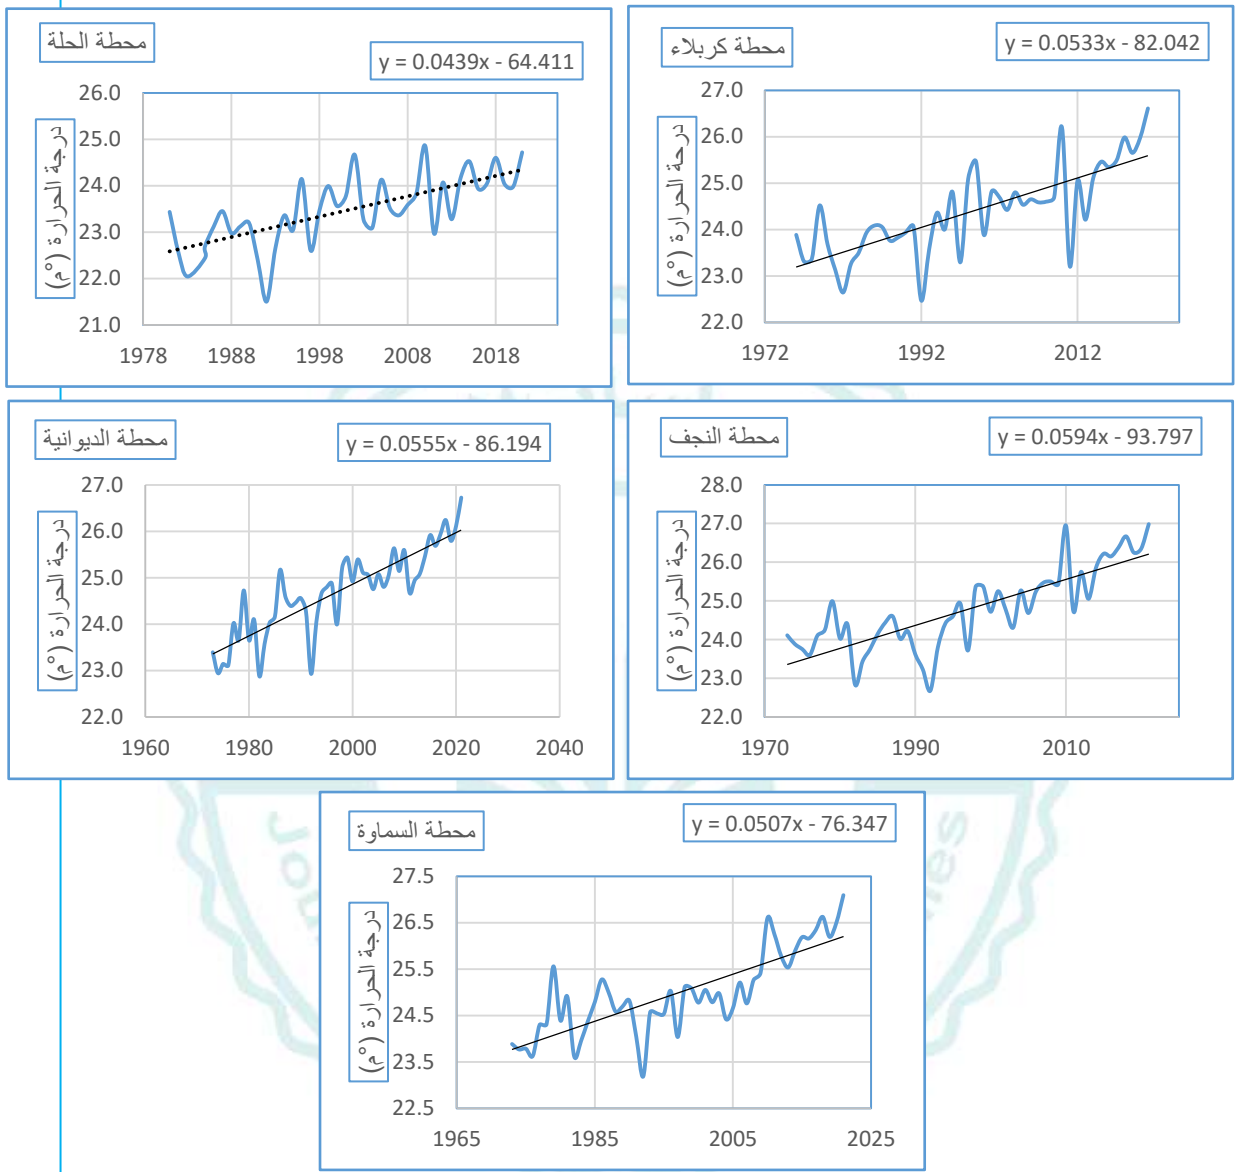 محطة الحلة
y = 0.0439x - 64.411
درجة الحرارة (°م)
26.0
25.0
24.0
23.0
22.0
21.0
1978 1988 1998 2008 2018
محطة كربلاء
y = 0.0533x - 82.042
درجة الحرارة (°م)
27.0
26.0
25.0
24.0
23.0
22.0
1972 1992 2012
محطة الديوانية
y = 0.0555x - 86.194
درجة الحرارة (°م)
27.0
26.0
25.0
24.0
23.0
22.0
1960 1980 2000 2020 2040
محطة النجف
y = 0.0594x - 93.797
درجة الحرارة (°م)
28.0
27.0
26.0
25.0
24.0
23.0
22.0
1970 1990 2010
محطة السماوة
y = 0.0507x - 76.347
درجة الحرارة (°م)
27.5
26.5
25.5
24.5
23.5
22.5
1965 1985 2005 2025